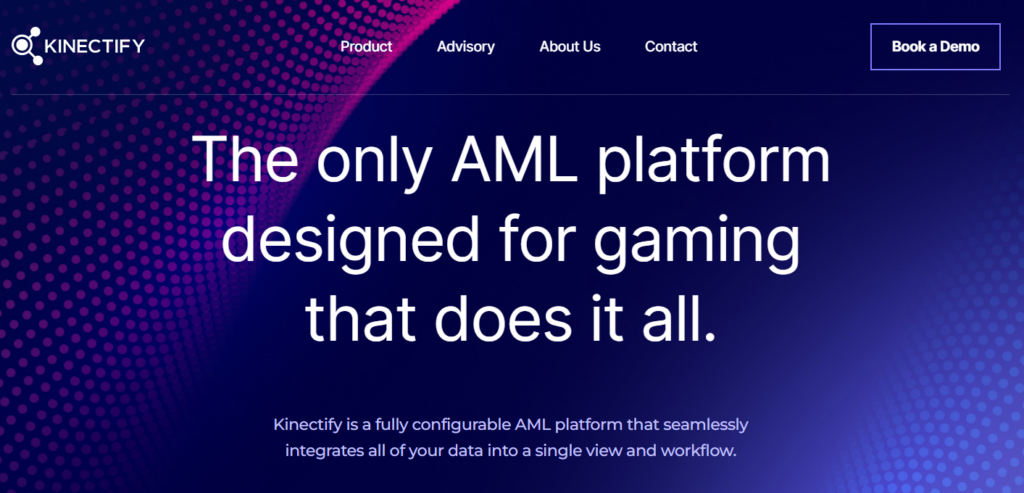 KINECTIFY
Product
Advisory
About Us
Contact
Book a Demo
The only AML platform
designed for gaming
that does it all.
Kinectify is a fully configurable AML platform that seamlessly
integrates all of your data into a single view and workflow.